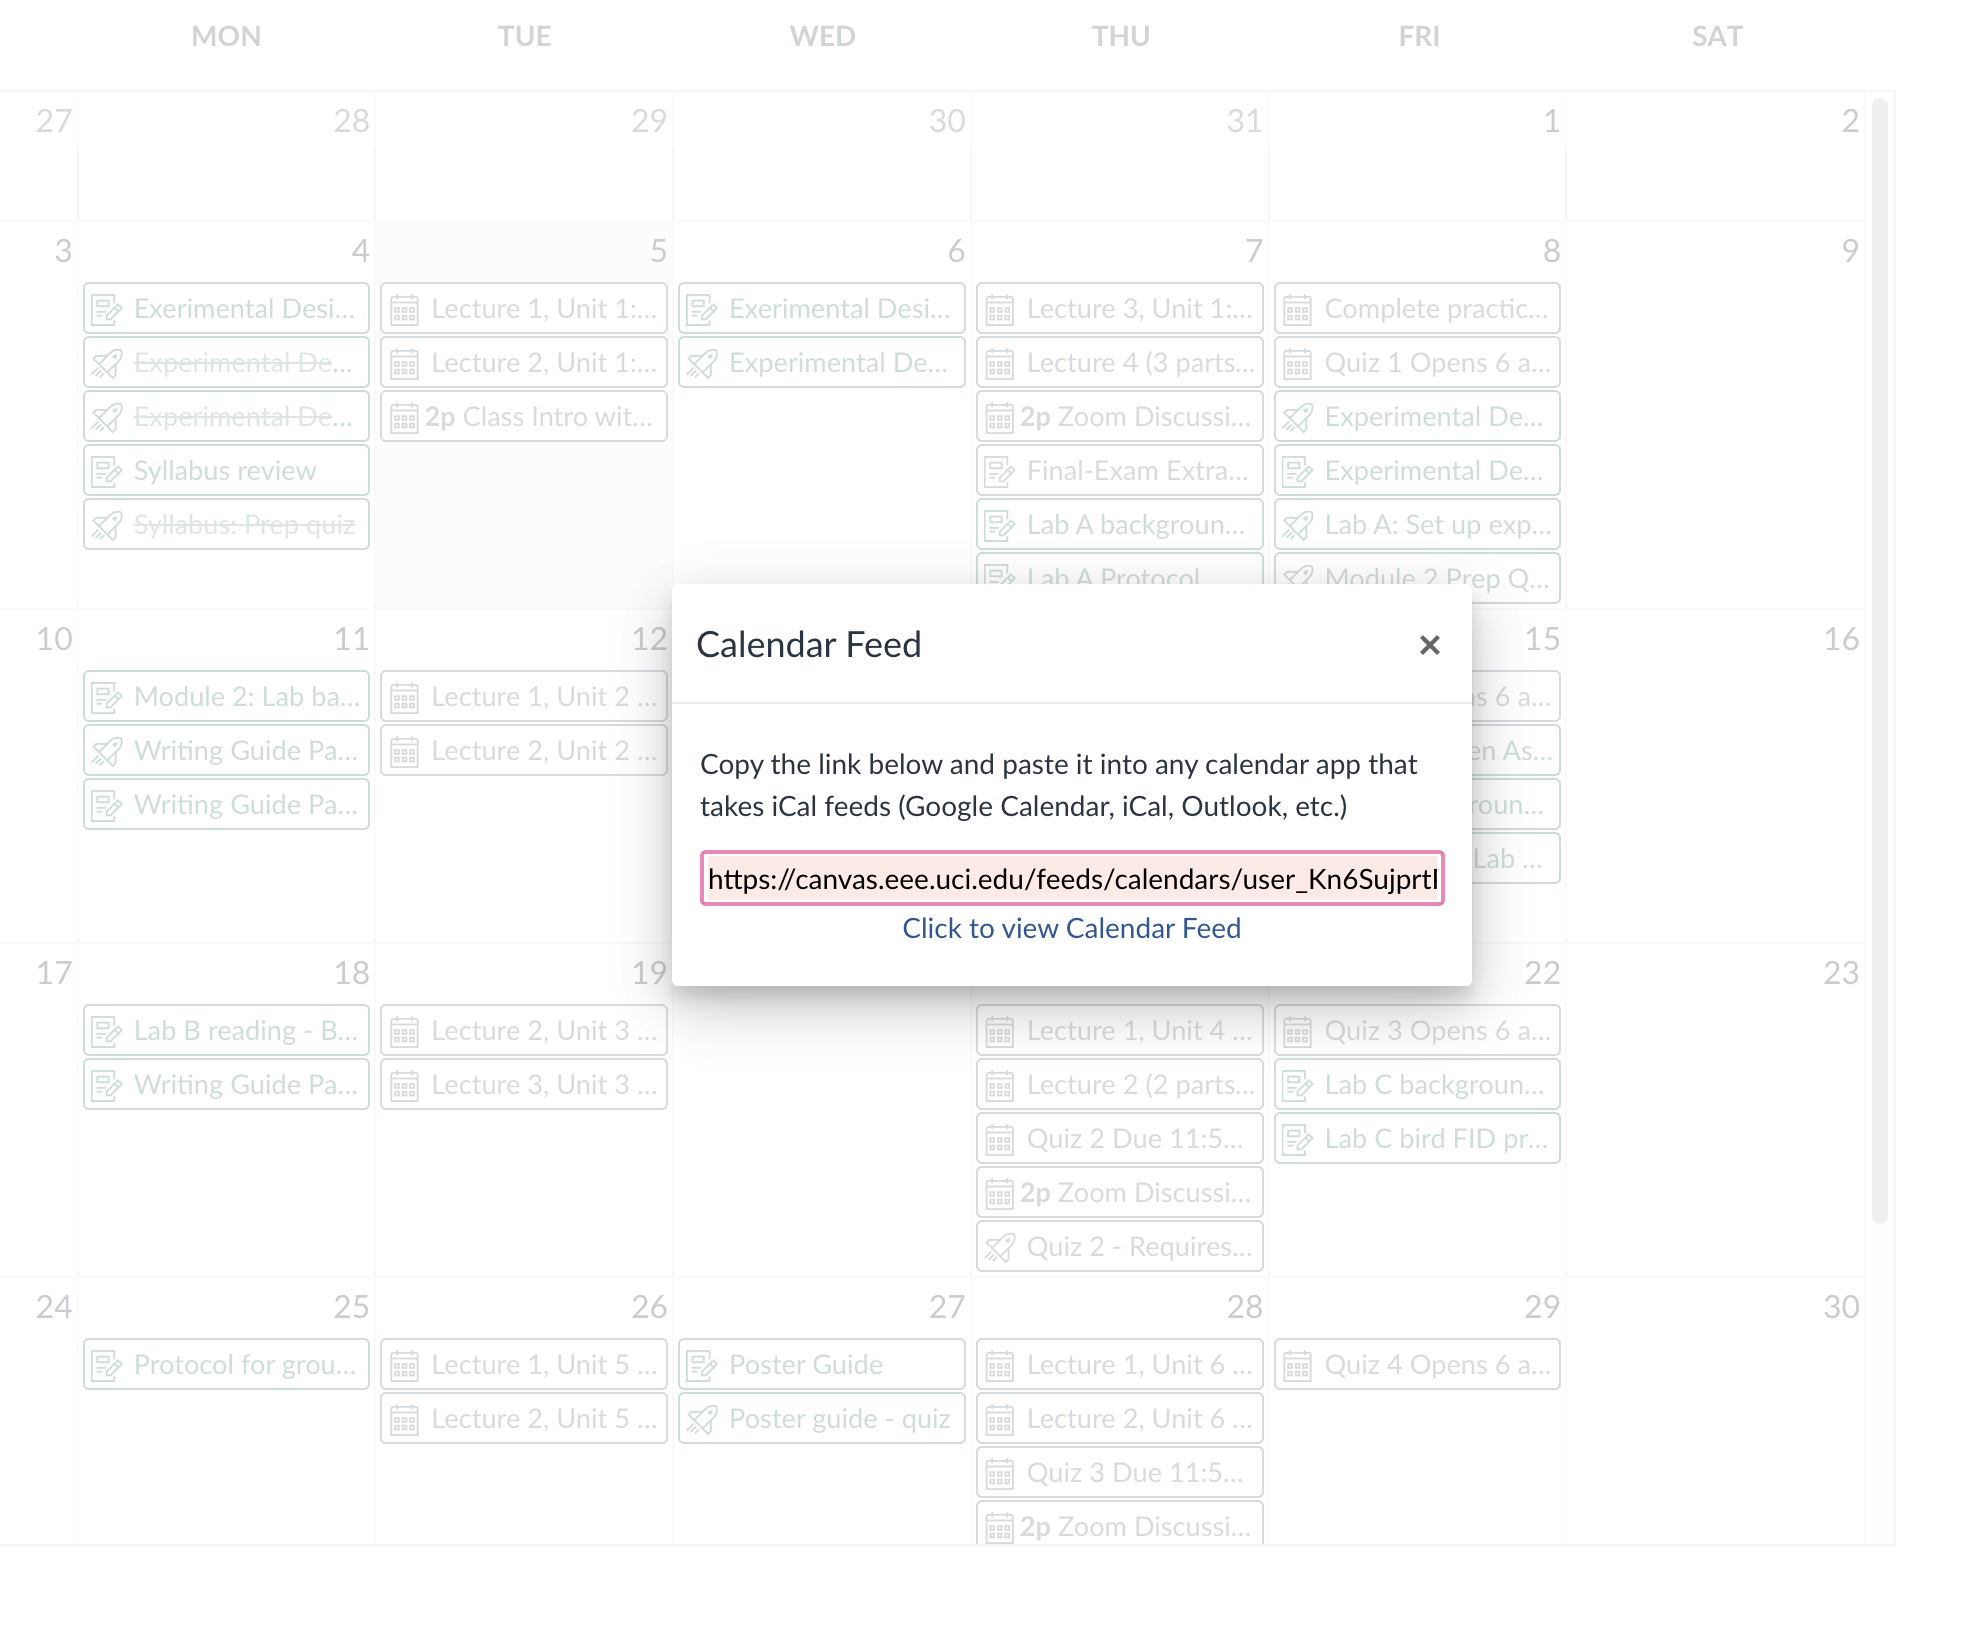 MON TUE WED THU FRI SAT
27 28 29 30 31 1 2
3 4 5 6 7 8 9
Exerimental Desi...
Experimental De...
Experimental De...
Syllabus review
Syllabus: Prep quiz
Lecture 1, Unit 1:...
Lecture 2, Unit 1:...
2p Class Intro wit...
Exerimental Desi...
Experimental De...
Lecture 3, Unit 1:...
Lecture 4 (3 parts...
2p Zoom Discussi...
Final-Exam Extra...
Lab A backgroun...
Lab A Protocol
Complete practic...
Quiz 1 Opens 6 a...
Experimental De...
Experimental De...
Lab A: Set up exp...
Module 2 Prep Q...
10 11 12 15 16
Module 2: Lab ba...
Writing Guide Pa...
Writing Guide Pa...
Lecture 1, Unit 2 ...
Lecture 2, Unit 2 ...
ns 6 a...
en As...
roun...
Lab ...
Calendar Feed
Copy the link below and paste it into any calendar app that
takes iCal feeds (Google Calendar, iCal, Outlook, etc.)
https://canvas.eee.uci.edu/feeds/calendars/user_Kn6SujprtI
Click to view Calendar Feed
17 18 19 22 23
Lab B reading - B...
Writing Guide Pa...
Lecture 2, Unit 3 ...
Lecture 3, Unit 3 ...
Lecture 1, Unit 4 ...
Lecture 2 (2 parts...
Quiz 2 Due 11:5...
2p Zoom Discussi...
Quiz 2 - Requires...
Quiz 3 Opens 6 a...
Lab C backgroun...
Lab C bird FID pr...
24 25 26 27 28 29 30
Protocol for grou...
Lecture 1, Unit 5 ...
Lecture 2, Unit 5 ...
Poster Guide
Poster guide - quiz
Lecture 1, Unit 6 ...
Lecture 2, Unit 6 ...
Quiz 3 Due 11:5...
2p Zoom Discussi...
Quiz 4 Opens 6 a...